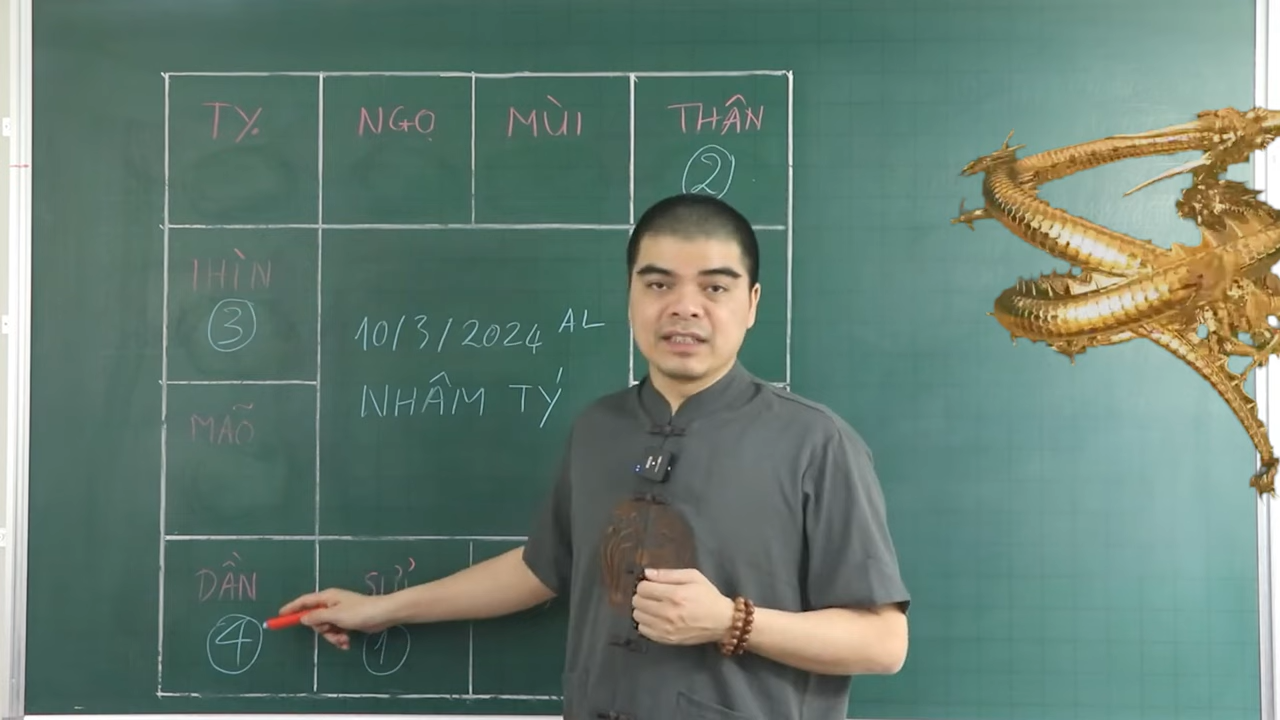 TỴ NGỌ MÙI THÂN
②
THÌN
③
10/3/2024 AL
NHÂM TÝ
MÃO
DẦN SỬU
④ ①